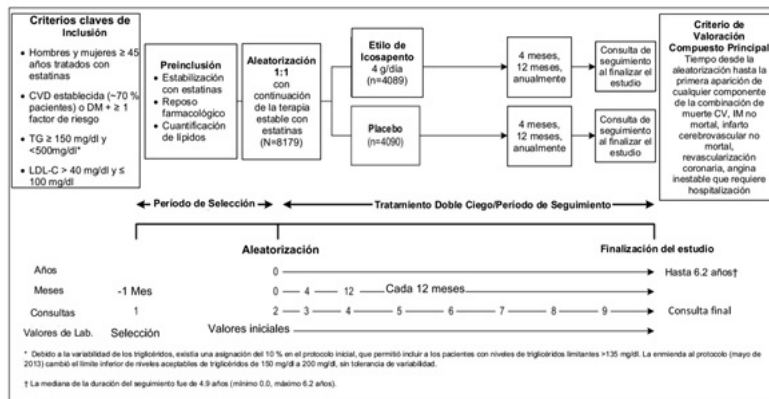 Criterios claves de
Inclusión
• Hombres y mujeres ≥ 45
años tratados con
estatinas
• CVD establecida (~70 %
pacientes) o DM + ≥ 1
factor de riesgo
• TG ≥ 150 mg/dl y
<500mg/dl*
• LDL-C > 40 mg/dl y ≤
100 mg/dl
Preinclusión
• Estabilización
con estatinas
• Reposo
farmacológico
• Cuantificación
de lípidos
Aleatorización
1:1
con
continuación de
la terapia
estable con
estatinas
(N=8179)
Etilo de
Icosapento
4 g/día
(n=4089)
4 meses,
12 meses,
anualmente
Consulta de
seguimiento
al finalizar el
estudio
Placebo
(n=4090)
4 meses,
12 meses,
anualmente
Consulta de
seguimiento
al finalizar el
estudio
Criterio de
Valoración
Compuesto Principal
Tiempo desde la
aleatorización hasta la
primera aparición de
cualquier componente
de la combinación de
muerte CV, IM no
mortal, infarto
cerebrovascular no
mortal,
revascularización
coronaria, angina
inestable que requiere
hospitalización
Período de Selección
Tratamiento Doble Ciego/Periodo de Seguimiento
Aleatorización
Finalización del estudio
Años 0 Hasta 6.2 años†
Meses -1 Mes 0 4 12 Cada 12 meses
Consultas 1 2 3 4 5 6 7 8 9 Consulta final
Valores de Lab. Selección Valores iniciales
* Debido a la variabilidad de los triglicéridos, existía una asignación del 10 % en el protocolo inicial, que permitió incluir a los pacientes con niveles de triglicéridos limitantes >135 mg/dl. La enmienda al protocolo (mayo de
2013) cambió el límite inferior de niveles aceptables de triglicéridos de 150 mg/dl a 200 mg/dl, sin tolerancia de variabilidad.
† La mediana de la duración del seguimiento fue de 4.9 años (mínimo 0.0, máximo 6.2 años).